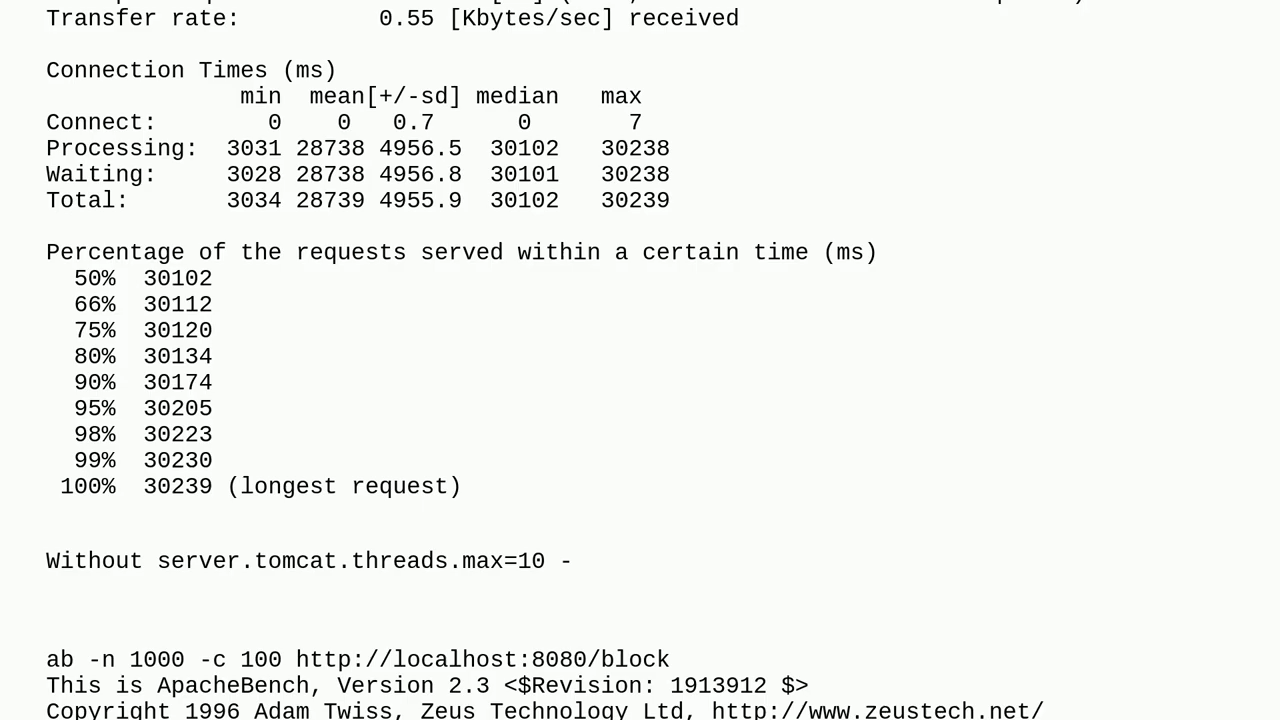 Transfer rate:          0.55 [Kbytes/sec] received
Connection Times (ms)
              min  mean[+/-sd] median   max
Connect:        0    0   0.7      0       7
Processing:  3031 28738 4956.5  30102   30238
Waiting:     3028 28738 4956.8  30101   30238
Total:       3034 28739 4955.9  30102   30239
Percentage of the requests served within a certain time (ms)
  50%  30102
  66%  30112
  75%  30120
  80%  30134
  90%  30174
  95%  30205
  98%  30223
  99%  30230
 100%  30239 (longest request)
Without server.tomcat.threads.max=10 -
ab -n 1000 -c 100 http://localhost:8080/block
This is ApacheBench, Version 2.3 <$Revision: 1913912 $>
Copyright 1996 Adam Twiss, Zeus Technology Ltd, http://www.zeustech.net/